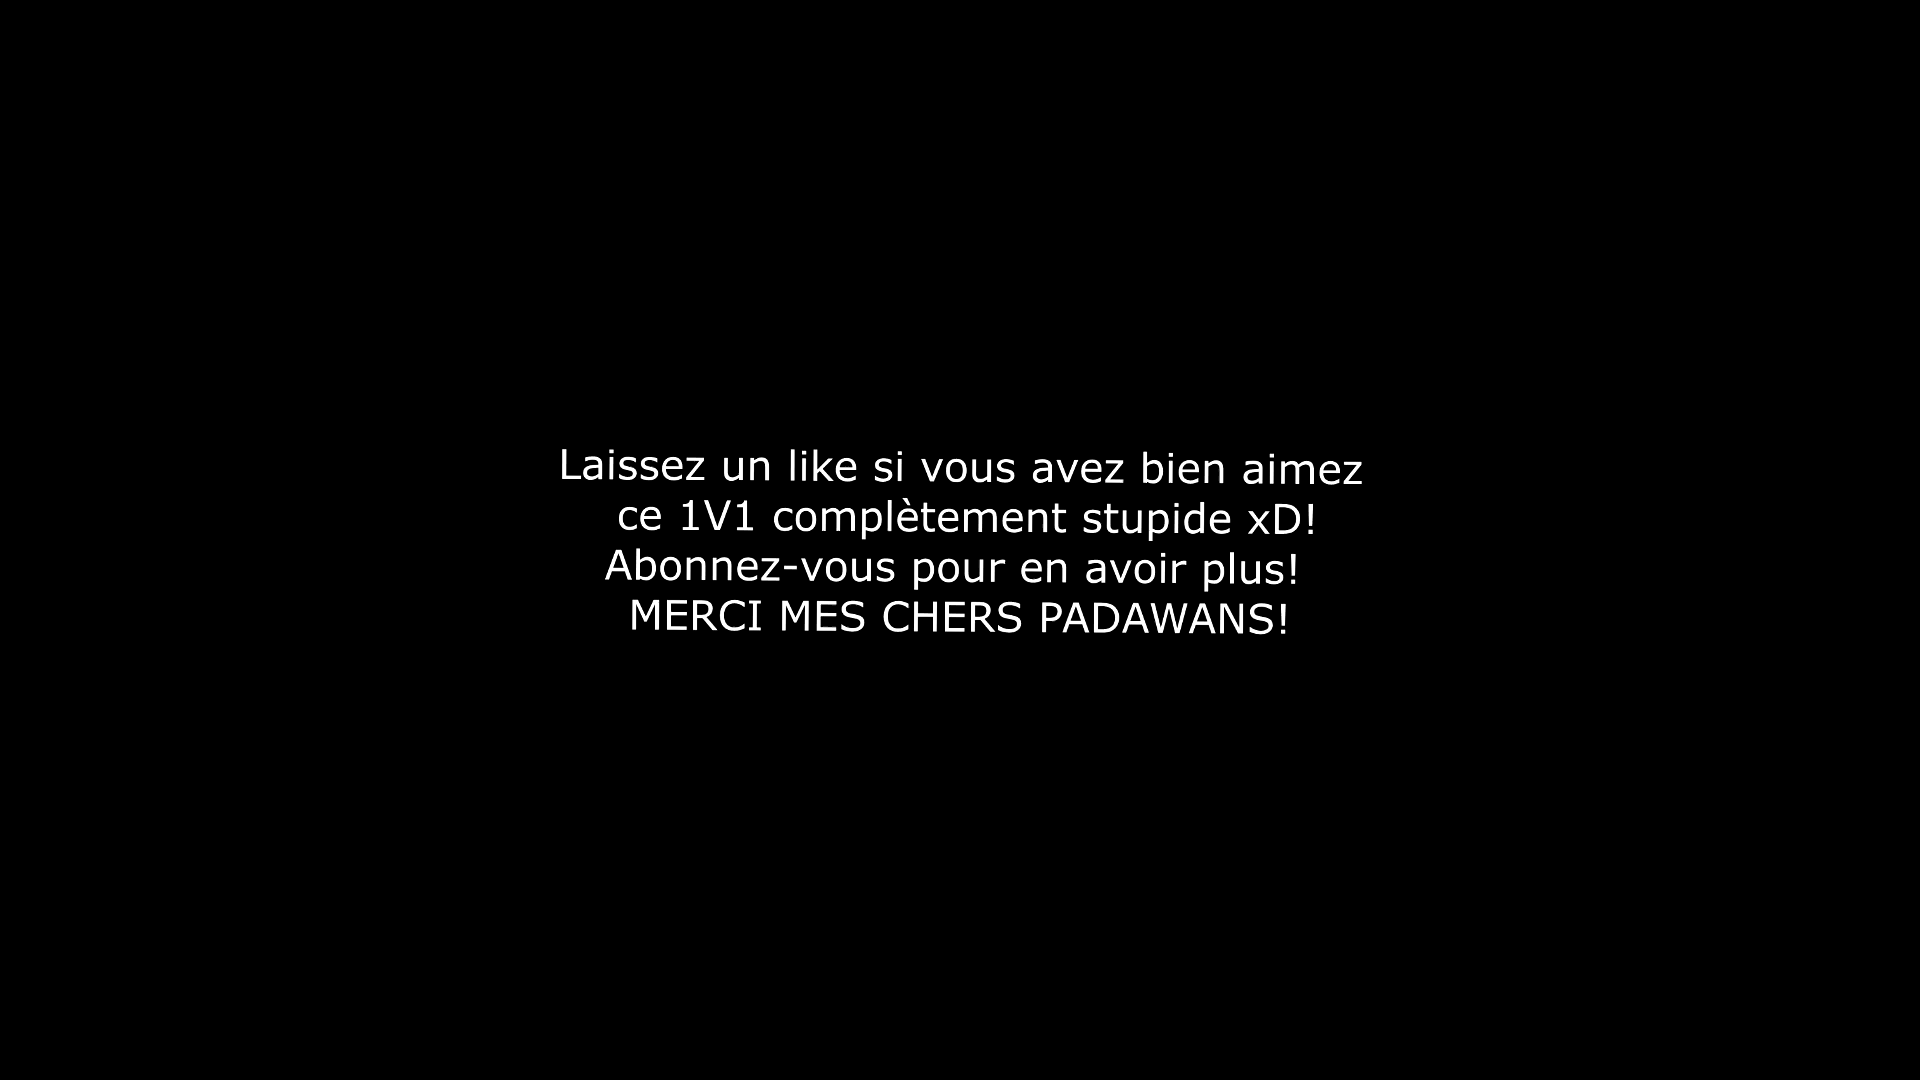 Laissez un like si vous avez bien aimez
ce 1V1 complètement stupide xD!
Abonnez-vous pour en avoir plus!
MERCI MES CHERS PADAWANS!